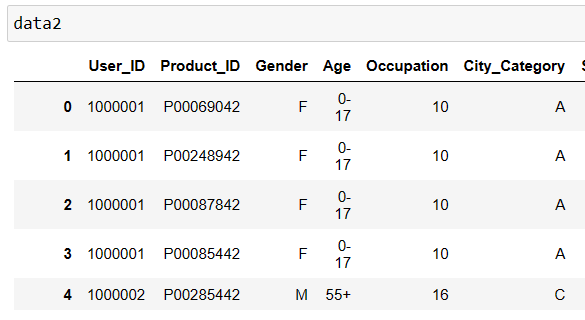 data2
User_ID Product_ID Gender Age Occupation City_Category
0 1000001 P00069042 F 0-17 10 A
1 1000001 P00248942 F 0-17 10 A
2 1000001 P00087842 F 0-17 10 A
3 1000001 P00085442 F 0-17 10 A
4 1000002 P00285442 M 55+ 16 C